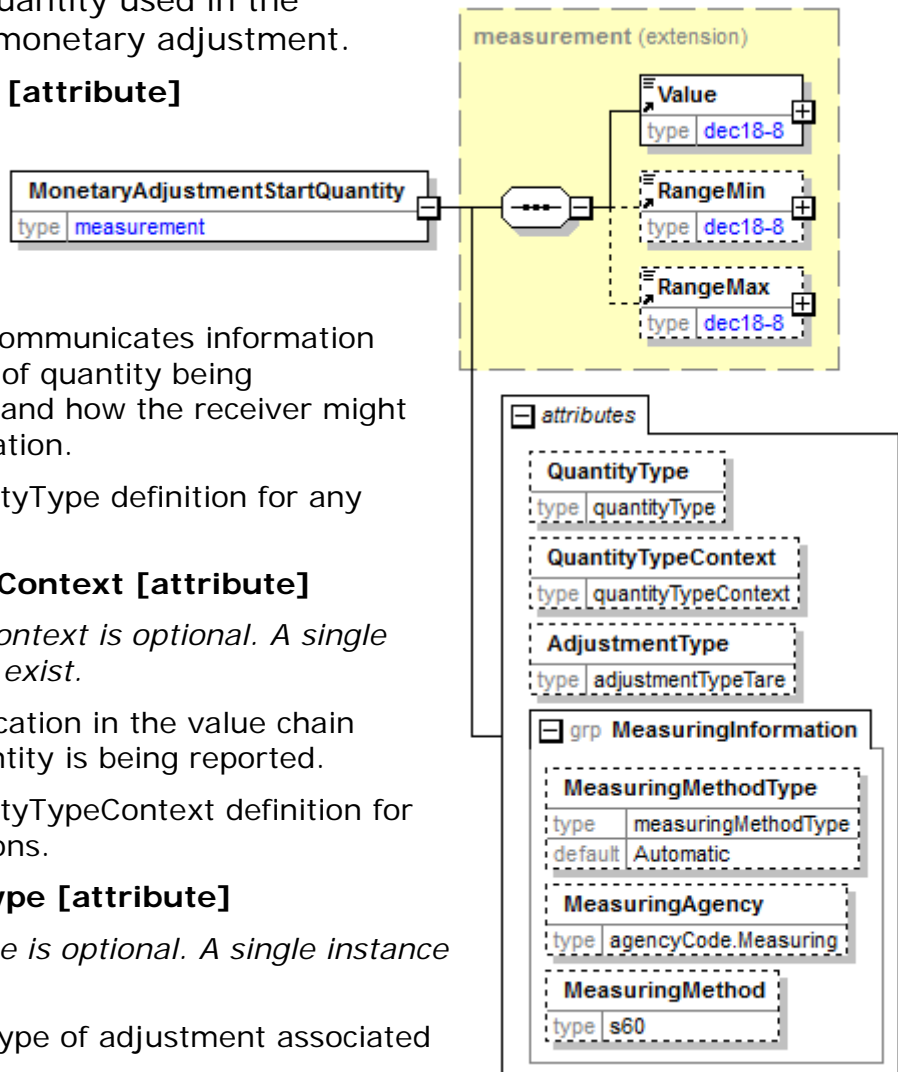 uantity used in the
monetary adjustment.
[attribute]
communicates information
of quantity being
and how the receiver might
ation.
tyType definition for any
Context [attribute]
ontext is optional. A single
exist.
cation in the value chain
ntity is being reported.
tyTypeContext definition for
ons.
ype [attribute]
e is optional. A single instance
ype of adjustment associated
measurement (extension)
Value
type dec18-8
MonetaryAdjustmentStartQuantity
type measurement
RangeMin
type dec18-8
RangeMax
type dec18-8
attributes
QuantityType
type quantityType
QuantityTypeContext
type quantityTypeContext
AdjustmentType
type adjustmentTypeTare
grp MeasuringInformation
MeasuringMethodType
type measuringMethodType
default Automatic
MeasuringAgency
type agencyCode.Measuring
MeasuringMethod
type s60